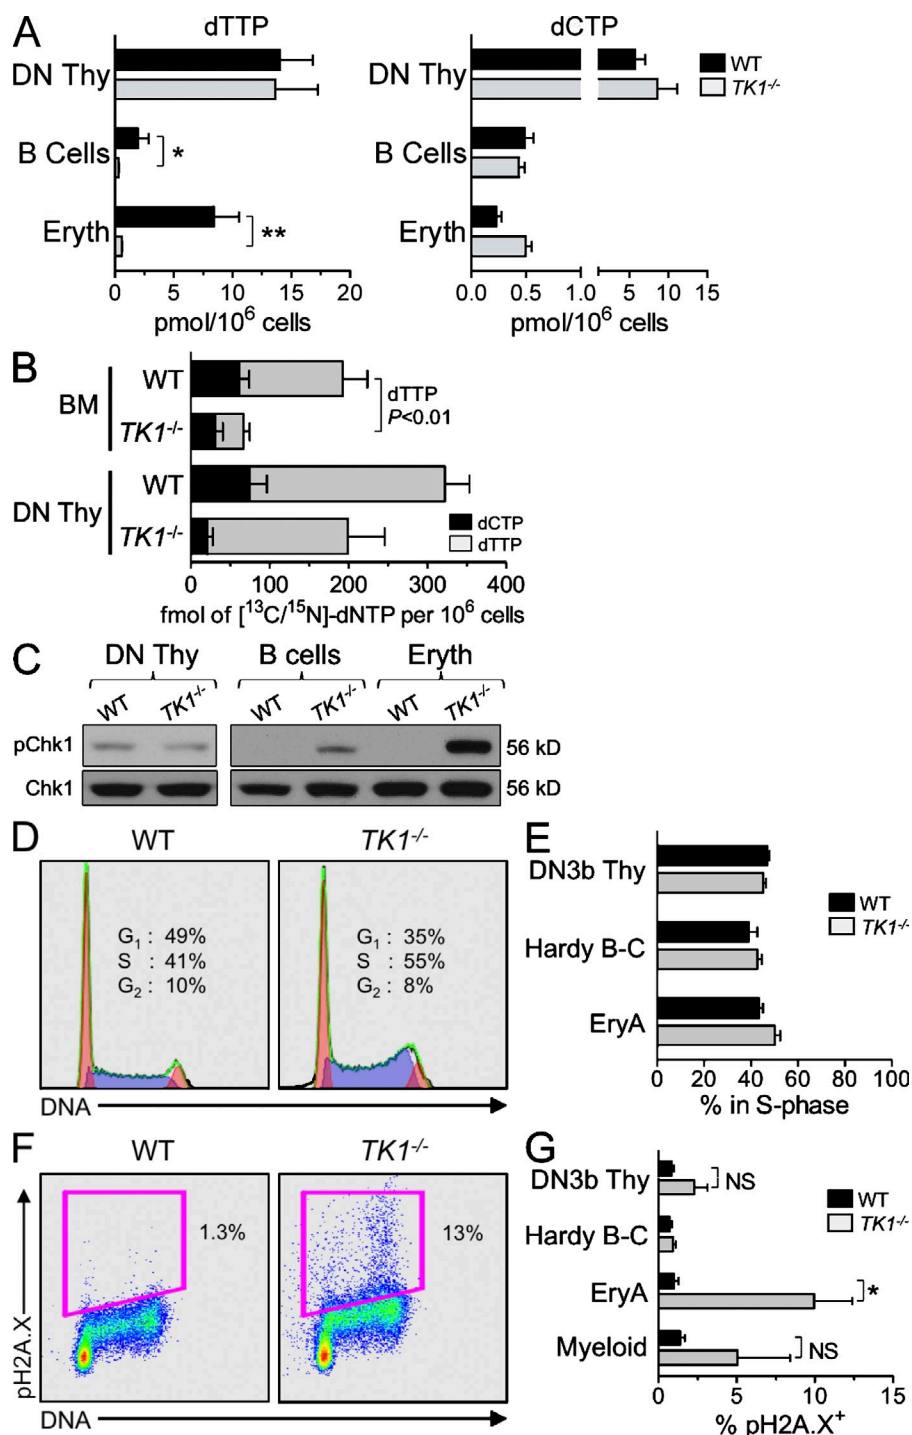 A
dTTP
dCTP
DN Thy
B Cells
Eryth
*
**
0 5 10 15 20
pmol/10⁶ cells
DN Thy
B Cells
Eryth
WT
TK1⁻/⁻
0.0 0.5 1.0 5 10 15
pmol/10⁶ cells
B
BM
WT
TK1⁻/⁻
DN Thy
WT
TK1⁻/⁻
dTTP
P<0.01
dCTP
dTTP
0 100 200 300 400
fmol of [¹³C/¹⁵N]-dNTP per 10⁶ cells
C
DN Thy B cells Eryth
WT TK1⁻/⁻ WT TK1⁻/⁻ WT TK1⁻/⁻
pChk1 56 kD
Chk1 56 kD
D
WT
G₁ : 49%
S : 41%
G₂ : 10%
TK1⁻/⁻
G₁ : 35%
S : 55%
G₂ : 8%
DNA
E
DN3b Thy
Hardy B-C
EryA
WT
TK1⁻/⁻
0 20 40 60 80 100
% in S-phase
F
WT
TK1⁻/⁻
1.3%
13%
pH2A.X
DNA
G
DN3b Thy
NS
Hardy B-C
EryA
*
Myeloid
NS
WT
TK1⁻/⁻
0 5 10 15
% pH2A.X⁺